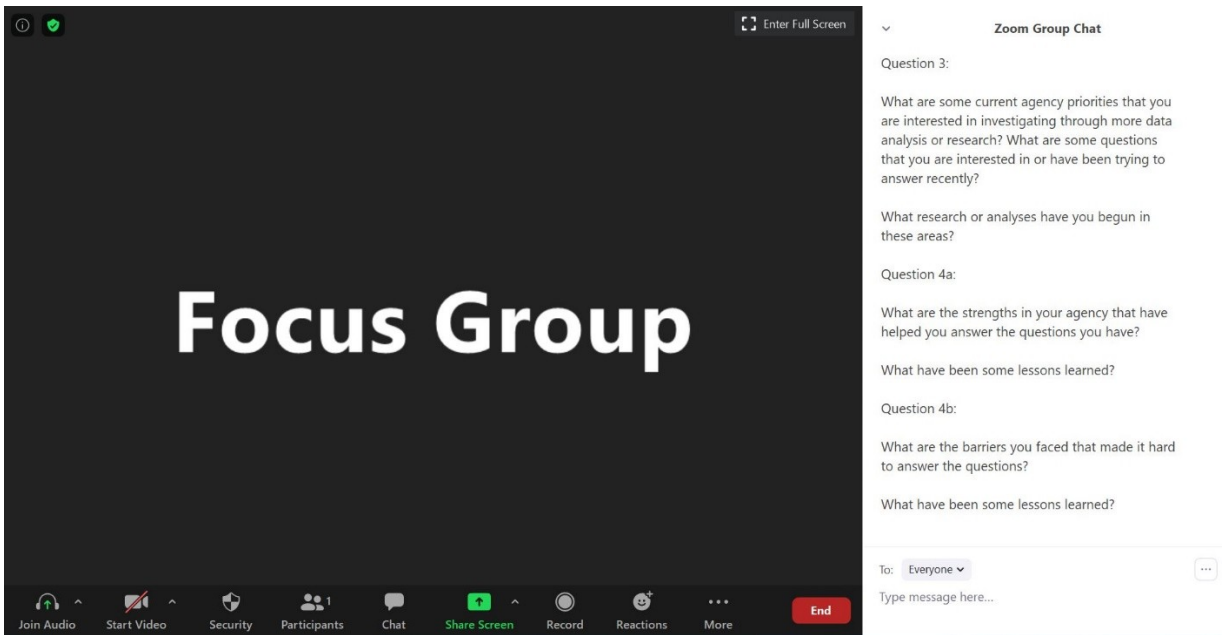 Enter Full Screen
Focus Group
Join Audio
Start Video
Security
1
Participants
Chat
Share Screen
Record
Reactions
More
End
Zoom Group Chat
Question 3:
What are some current agency priorities that you
are interested in investigating through more data
analysis or research? What are some questions
that you are interested in or have been trying to
answer recently?
What research or analyses have you begun in
these areas?
Question 4a:
What are the strengths in your agency that have
helped you answer the questions you have?
What have been some lessons learned?
Question 4b:
What are the barriers you faced that made it hard
to answer the questions?
What have been some lessons learned?
To: Everyone
Type message here...